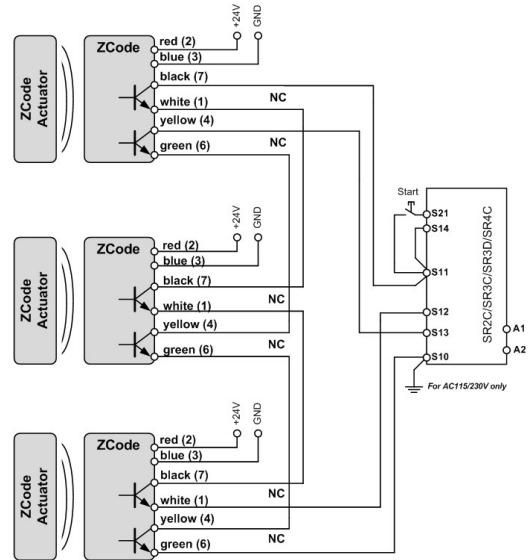 +24V
GND
ZCode
Actuator
ZCode
red (2)
blue (3)
black (7)
white (1)
yellow (4)
green (6)
NC
NC
+24V
GND
ZCode
Actuator
ZCode
red (2)
blue (3)
black (7)
white (1)
yellow (4)
green (6)
NC
NC
+24V
GND
ZCode
Actuator
ZCode
red (2)
blue (3)
black (7)
white (1)
yellow (4)
green (6)
NC
NC
Start
S21
S14
S11
S12
S13
S10
SR2C/SR3C/SR3D/SR4C
A1
A2
For AC115/230V only